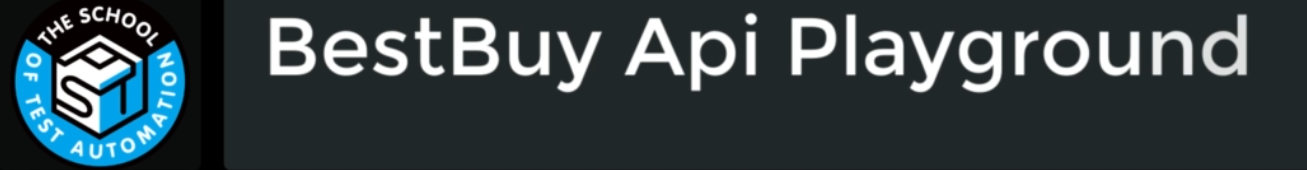 THE SCHOOL
OF TEST AUTOMATION
BestBuy Api Playground